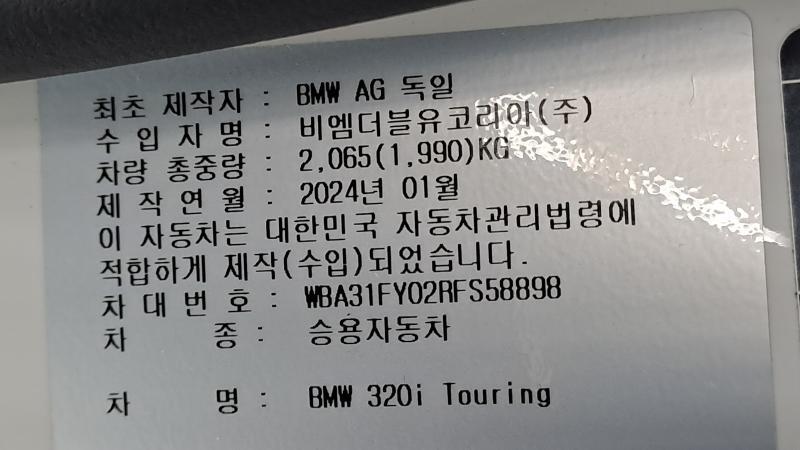 최초 제작자 : BMW AG 독일
수 입 자 명 : 비엠더블유코리아(주)
차량 총중량 : 2,065(1,990)KG
제 작 연 월 : 2024년 01월
이 자동차는 대한민국 자동차관리법령에
적합하게 제작(수입)되었습니다.
차 대 번 호 : WBA31FY02RFS58898
차 종 : 승용자동차
차 명 : BMW 320i Touring